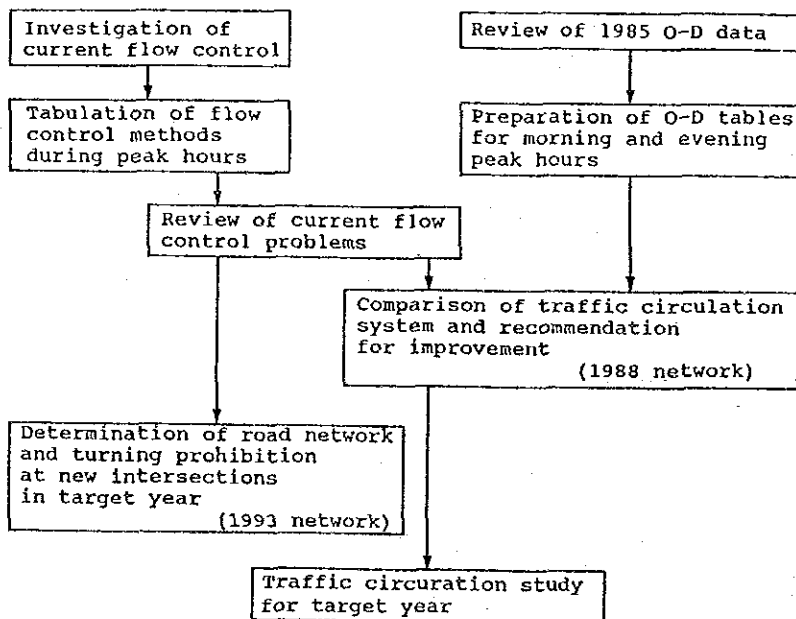 Investigation of
current flow control
Review of 1985 O-D data
Tabulation of flow
control methods
during peak hours
Preparation of O-D tables
for morning and evening
peak hours
Review of current flow
control problems
Comparison of traffic circulation
system and recommendation
for improvement
(1988 network)
Determination of road network
and turning prohibition
at new intersections
in target year
(1993 network)
Traffic circuration study
for target year